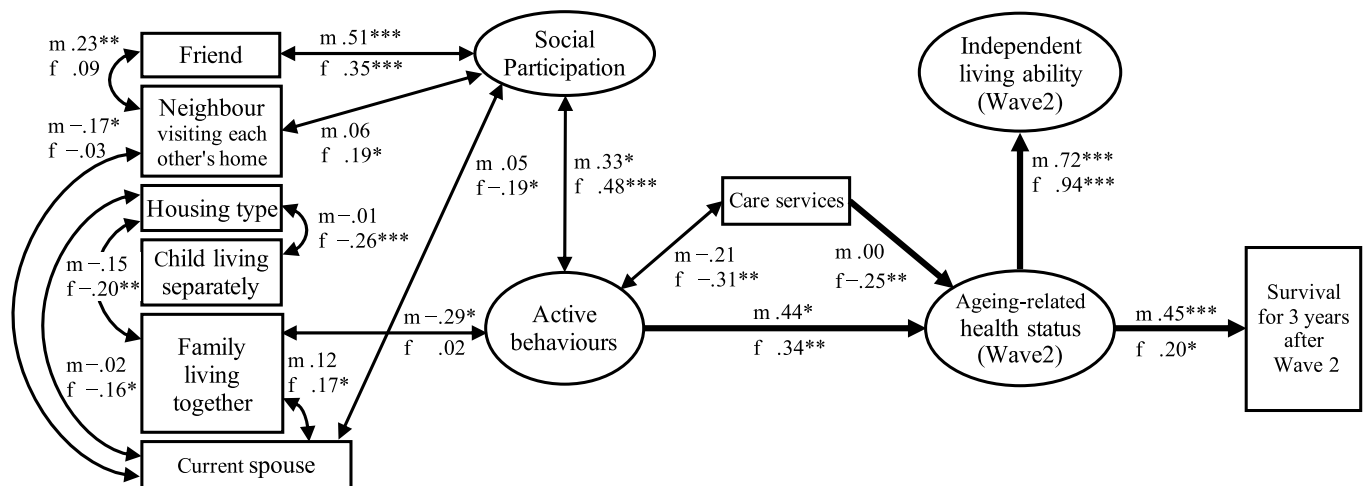 m .23**
f .09
Friend
m .51***
f .35***
Social
Participation
Independent
living ability
(Wave2)
Neighbour
visiting each
other's home
m−.17*
f −.03
m .06
f .19*
m .05
f−.19*
m .33*
f .48***
m .72***
f .94***
Housing type
m−.01
f −.26***
Care services
Child living
separately
m−.15
f−.20**
m −.21
f −.31**
m .00
f−.25**
Active
behaviours
m−.29*
f .02
m .44*
f .34**
Ageing-related
health status
(Wave2)
m .45***
f .20*
Survival
for 3 years
after
Wave 2
Family
living
together
m−.02
f −.16*
m .12
f .17*
Current spouse